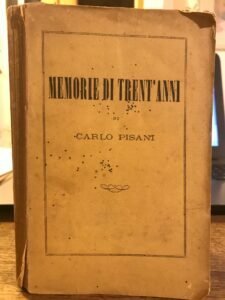 MEMORIE DI TRENT'ANNI
DI
CARLO PISANI